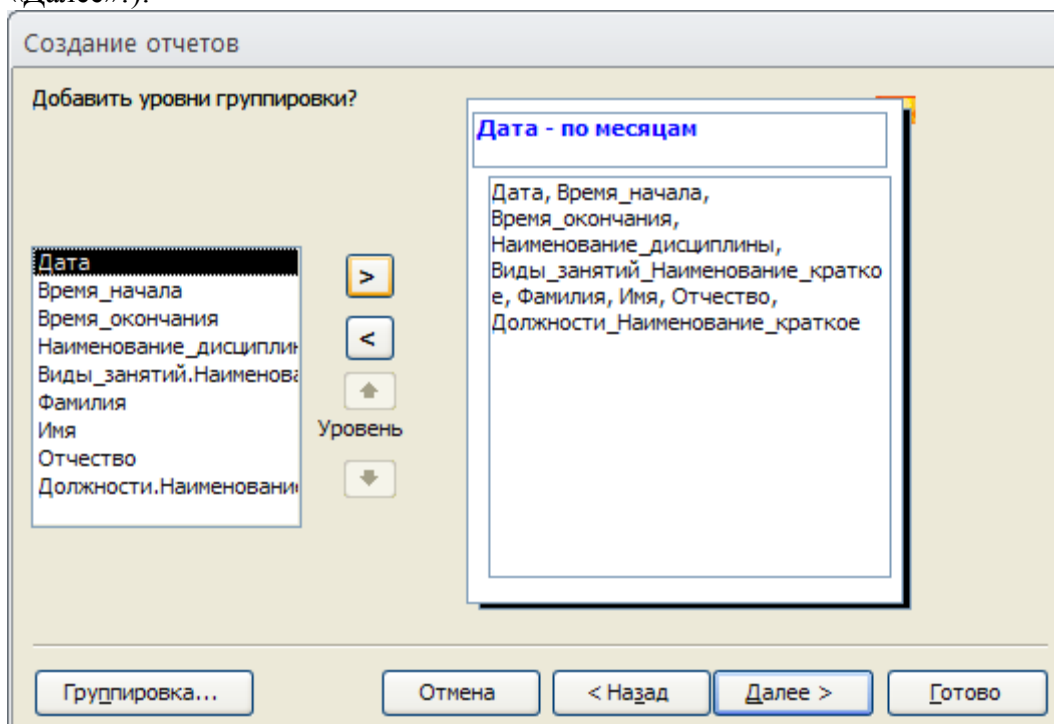 «Далее».).
Создание отчетов
Добавить уровни группировки?
Дата
Время_начала
Время_окончания
Наименование_дисциплин
Виды_занятий.Наименова
Фамилия
Имя
Отчество
Должности.Наименовани
>
<
Уровень
Дата - по месяцам
Дата, Время_начала,
Время_окончания,
Наименование_дисциплины,
Виды_занятий_Наименование_кратко
е, Фамилия, Имя, Отчество,
Должности_Наименование_краткое
Группировка...
Отмена
< Назад
Далее >
Готово